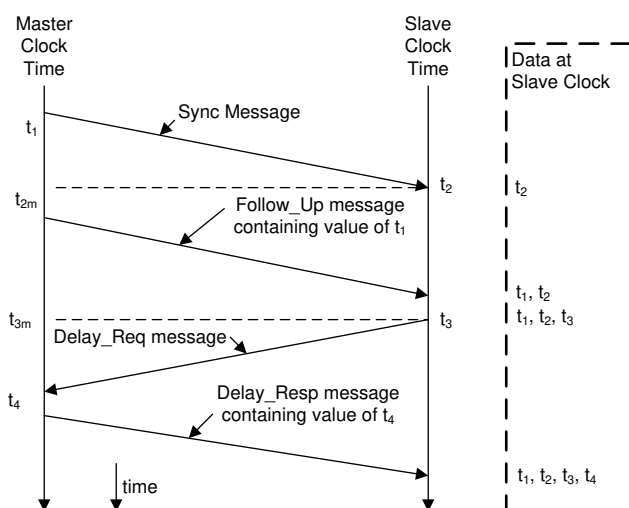 Master
Clock
Time
Slave
Clock
Time
Data at
Slave Clock
Sync Message
t1
t2
t2
t2m
Follow_Up message
containing value of t1
t1, t2
t3m
t3
t1, t2, t3
Delay_Req message
t4
Delay_Resp message
containing value of t4
t1, t2, t3, t4
time